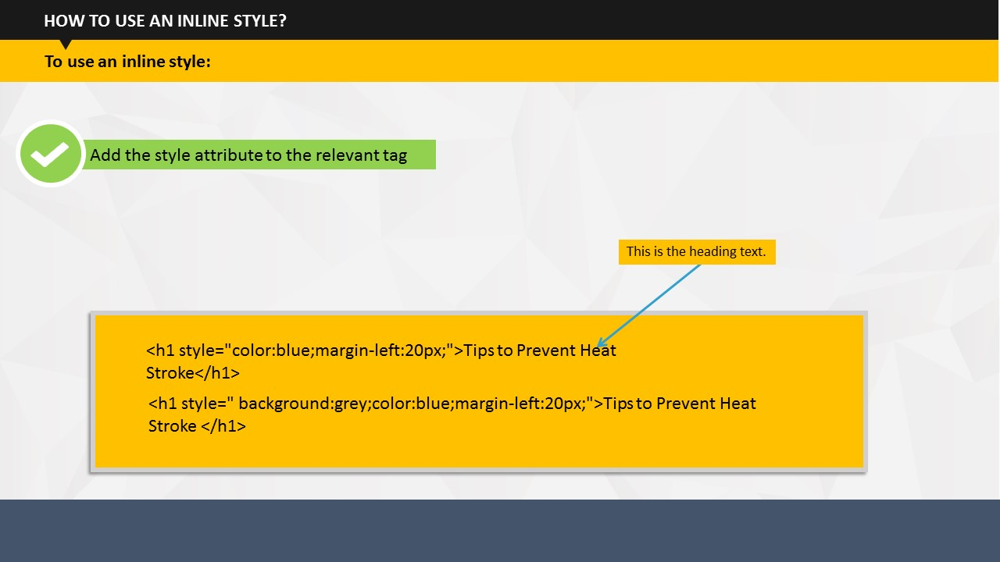 HOW TO USE AN INLINE STYLE?
To use an inline style:
Add the style attribute to the relevant tag
This is the heading text.
<h1 style="color:blue;margin-left:20px;">Tips to Prevent Heat
Stroke</h1>
<h1 style=" background:grey;color:blue;margin-left:20px;">Tips to Prevent Heat
Stroke </h1>